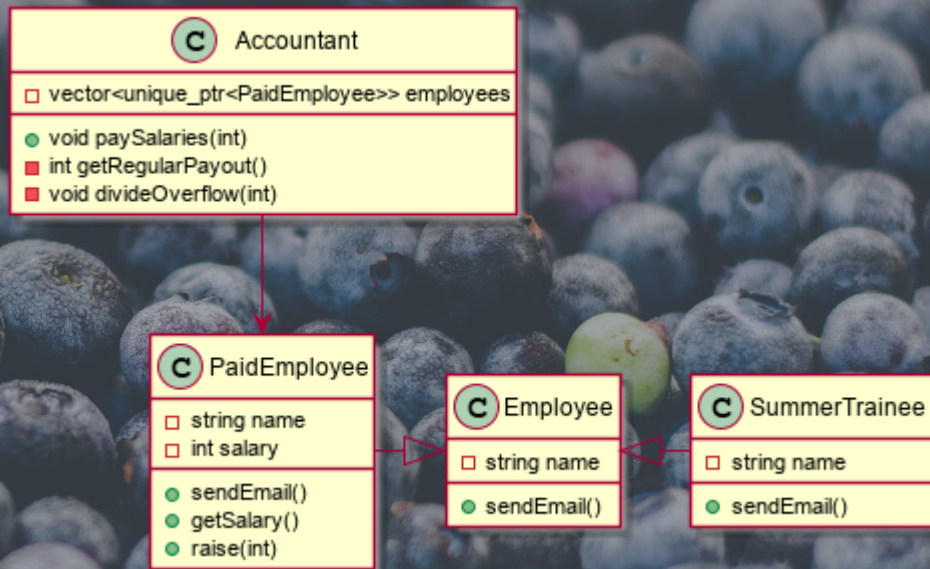 C Accountant
vector<unique_ptr<PaidEmployee>> employees
void paySalaries(int)
int getRegularPayout()
void divideOverflow(int)
C PaidEmployee
string name
int salary
sendEmail()
getSalary()
raise(int)
C Employee
string name
sendEmail()
C SummerTrainee
string name
sendEmail()